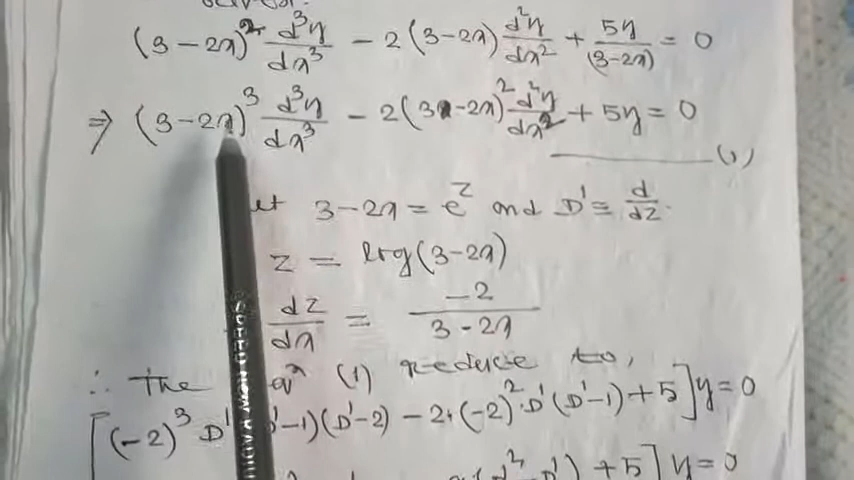 (3-2x)² d³y/dx³ - 2(3-2x) d²y/dx² + 5y/(3-2x) = 0
⇒ (3-2x)³ d³y/dx³ - 2(3-2x)² d²y/dx² + 5y = 0
(1)
3-2x = e^z and D' ≡ d/dz.
z = log(3-2x)
dz/dx = -2/(3-2x)
∴ The (1) reduce to,
[(-2)³ D' D'-1)(D'-2) - 2.(-2)².D'(D'-1)+5]y=0
+5]y=0